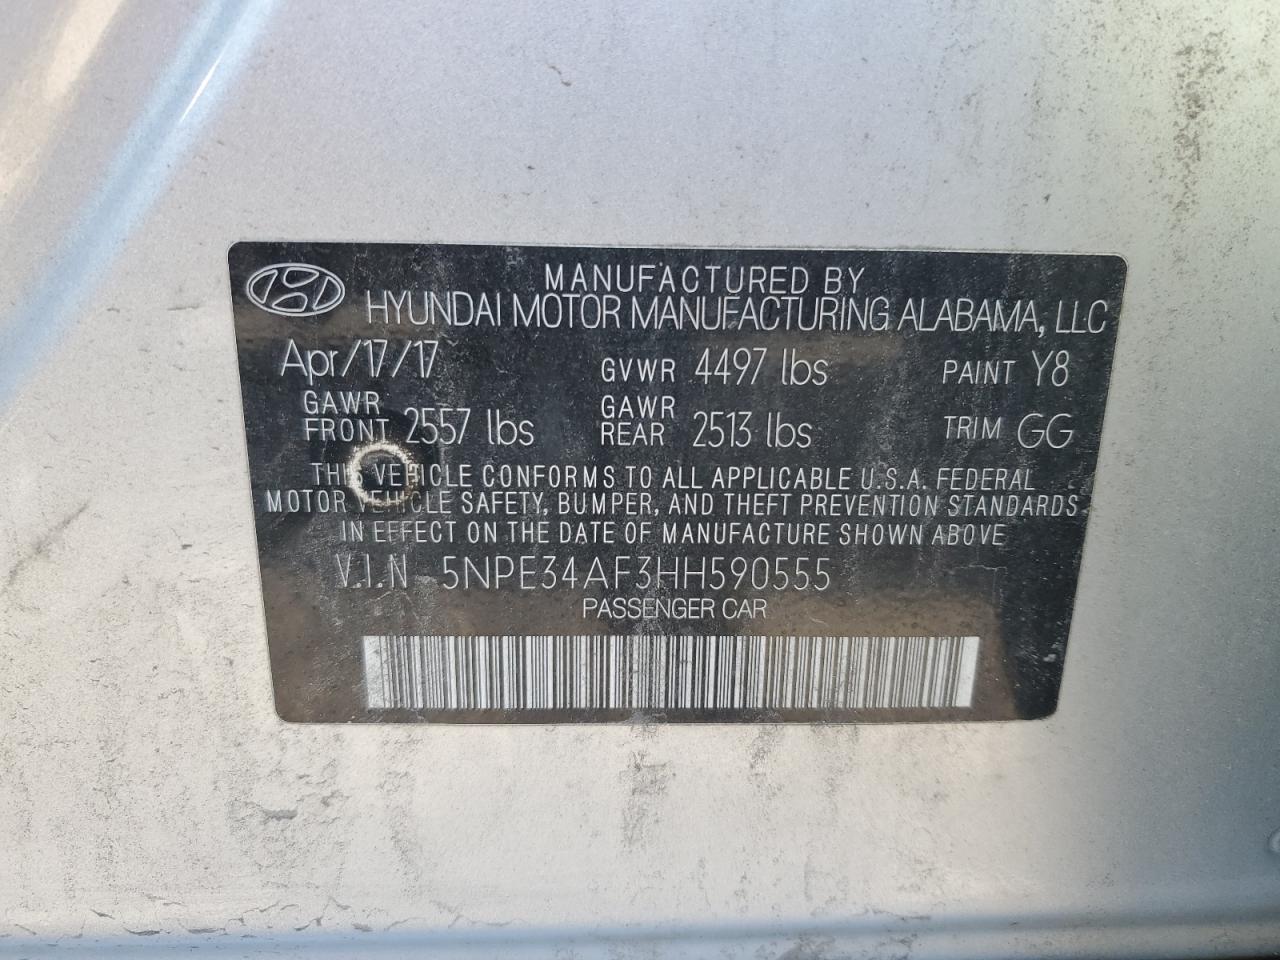 MANUFACTURED BY
HYUNDAI MOTOR MANUFACTURING ALABAMA, LLC
Apr/17/17 GVWR 4497 lbs PAINT Y8
GAWR FRONT 2557 lbs GAWR REAR 2513 lbs TRIM GG
THIS VEHICLE CONFORMS TO ALL APPLICABLE U.S.A. FEDERAL
MOTOR VEHICLE SAFETY, BUMPER, AND THEFT PREVENTION STANDARDS
IN EFFECT ON THE DATE OF MANUFACTURE SHOWN ABOVE
V.I.N 5NPE34AF3HH590555
PASSENGER CAR